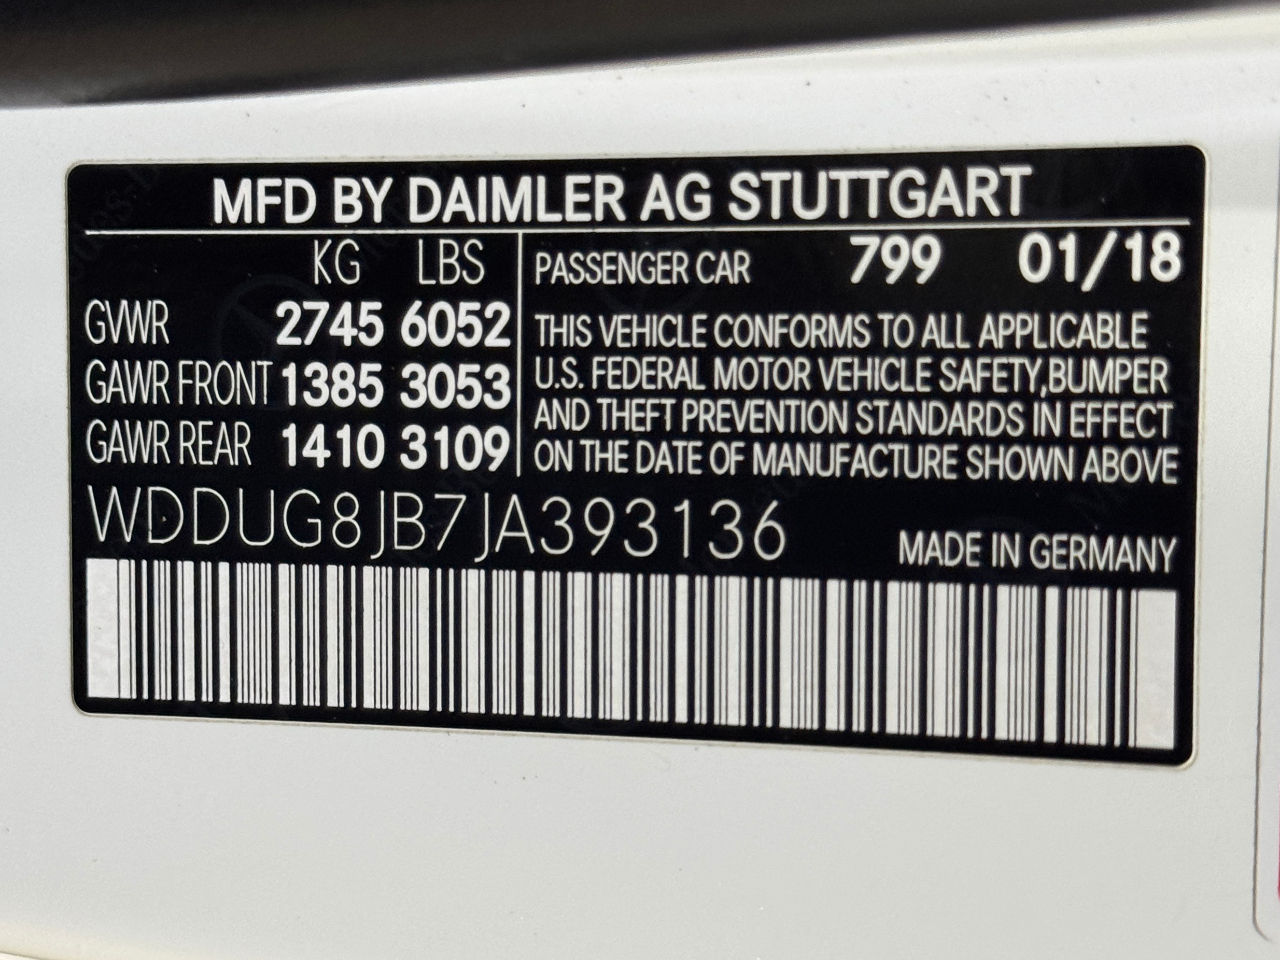 MFD BY DAIMLER AG STUTTGART
KG LBS
GVWR 2745 6052
GAWR FRONT 1385 3053
GAWR REAR 1410 3109
PASSENGER CAR 799 01/18
THIS VEHICLE CONFORMS TO ALL APPLICABLE
U.S. FEDERAL MOTOR VEHICLE SAFETY,BUMPER
AND THEFT PREVENTION STANDARDS IN EFFECT
ON THE DATE OF MANUFACTURE SHOWN ABOVE
WDDUG8JB7JA393136
MADE IN GERMANY